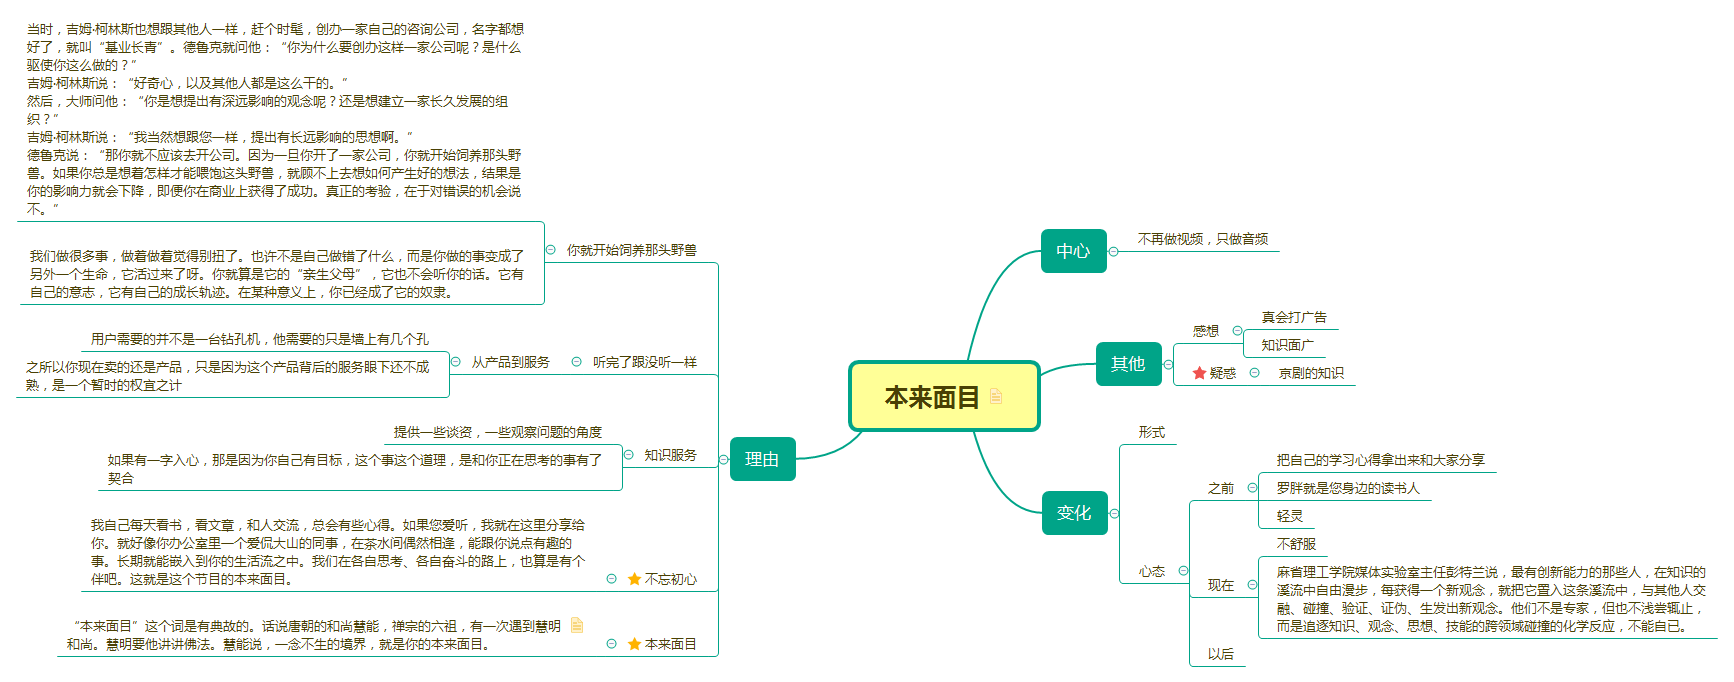 当时，吉姆·柯林斯也想跟其他人一样，赶个时髦，创办一家自己的咨询公司，名字都想
好了，就叫“基业长青”。德鲁克就问他：“你为什么要创办这样一家公司呢？是什么
驱使你这么做的？”
吉姆·柯林斯说：“好奇心，以及其他人都是这么干的。”
然后，大师问他：“你是想提出有深远影响的观念呢？还是想建立一家长久发展的组
织？”
吉姆·柯林斯说：“我当然想跟您一样，提出有长远影响的思想啊。”
德鲁克说：“那你就不应该去开公司。因为一旦你开了一家公司，你就开始饲养那头野
兽。如果你总是想着怎样才能喂饱这头野兽，就顾不上去想如何产生好的想法，结果是
你的影响力就会下降，即便你在商业上获得了成功。真正的考验，在于对错误的机会说
不。”
我们做很多事，做着做着觉得别扭了。也许不是自己做错了什么，而是你做的事变成了
另外一个生命，它活过来了呀。你就算是它的“亲生父母”，它也不会听你的话。它有
自己的意志，它有自己的成长轨迹。在某种意义上，你已经成了它的奴隶。
你就开始饲养那头野兽
用户需要的并不是一台钻孔机，他需要的只是墙上有几个孔
之所以你现在卖的还是产品，只是因为这个产品背后的服务眼下还不成
熟，是一个暂时的权宜之计
从产品到服务
听完了跟没听一样
提供一些谈资，一些观察问题的角度
如果有一字入心，那是因为你自己有目标，这个事这个道理，是和你正在思考的事有了
契合
知识服务
我自己每天看书，看文章，和人交流，总会有些心得。如果您爱听，我就在这里分享给
你。就好像你办公室里一个爱侃大山的同事，在茶水间偶然相逢，能跟你说点有趣的
事。长期就能嵌入到你的生活流之中。我们在各自思考、各自奋斗的路上，也算是有个
伴吧。这就是这个节目的本来面目。
不忘初心
“本来面目”这个词是有典故的。话说唐朝的和尚慧能，禅宗的六祖，有一次遇到慧明
和尚。慧明要他讲讲佛法。慧能说，一念不生的境界，就是你的本来面目。
本来面目
理由
本来面目
中心
不再做视频，只做音频
其他
感想
真会打广告
知识面广
疑惑
京剧的知识
变化
形式
心态
之前
把自己的学习心得拿出来和大家分享
罗胖就是您身边的读书人
轻灵
现在
不舒服
麻省理工学院媒体实验室主任彭特兰说，最有创新能力的那些人，在知识的
溪流中自由漫步，每获得一个新观念，就把它置入这条溪流中，与其他人交
融、碰撞、验证、证伪、生发出新观念。他们不是专家，但也不浅尝辄止，
而是追逐知识、观念、思想、技能的跨领域碰撞的化学反应，不能自已。
以后